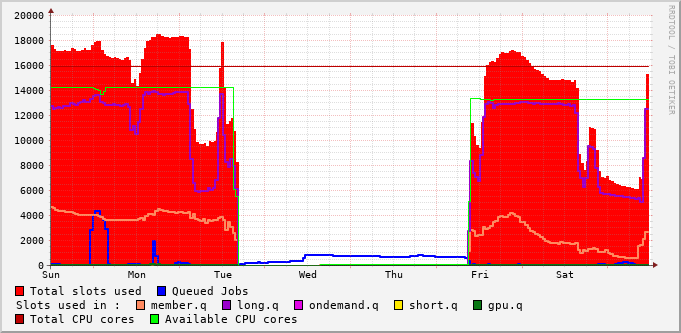 20000
18000
16000
14000
12000
10000
8000
6000
4000
2000
0
Sun Mon Tue Wed Thu Fri Sat
RRDTOOL / TOBI OETIKER
Total slots used Queued Jobs
Slots used in : member.q long.q ondemand.q short.q gpu.q
Total CPU cores Available CPU cores